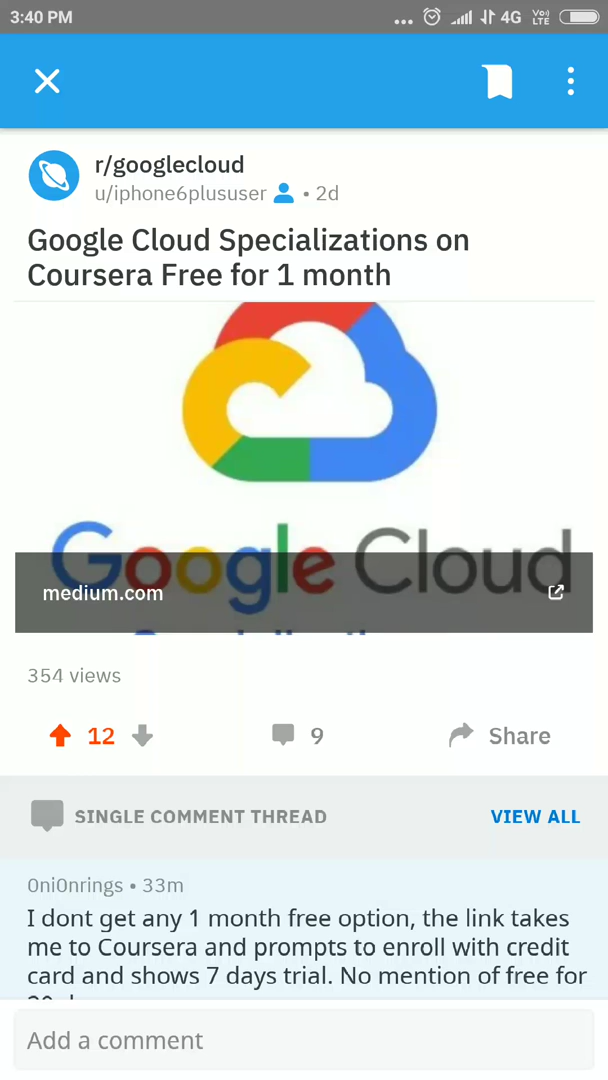 3:40 PM
... 4G Vo) LTE
r/googlecloud
u/iphone6plususer • 2d
Google Cloud Specializations on
Coursera Free for 1 month
Google Cloud
medium.com
354 views
12 9 Share
SINGLE COMMENT THREAD VIEW ALL
0ni0nrings • 33m
I dont get any 1 month free option, the link takes
me to Coursera and prompts to enroll with credit
card and shows 7 days trial. No mention of free for
Add a comment